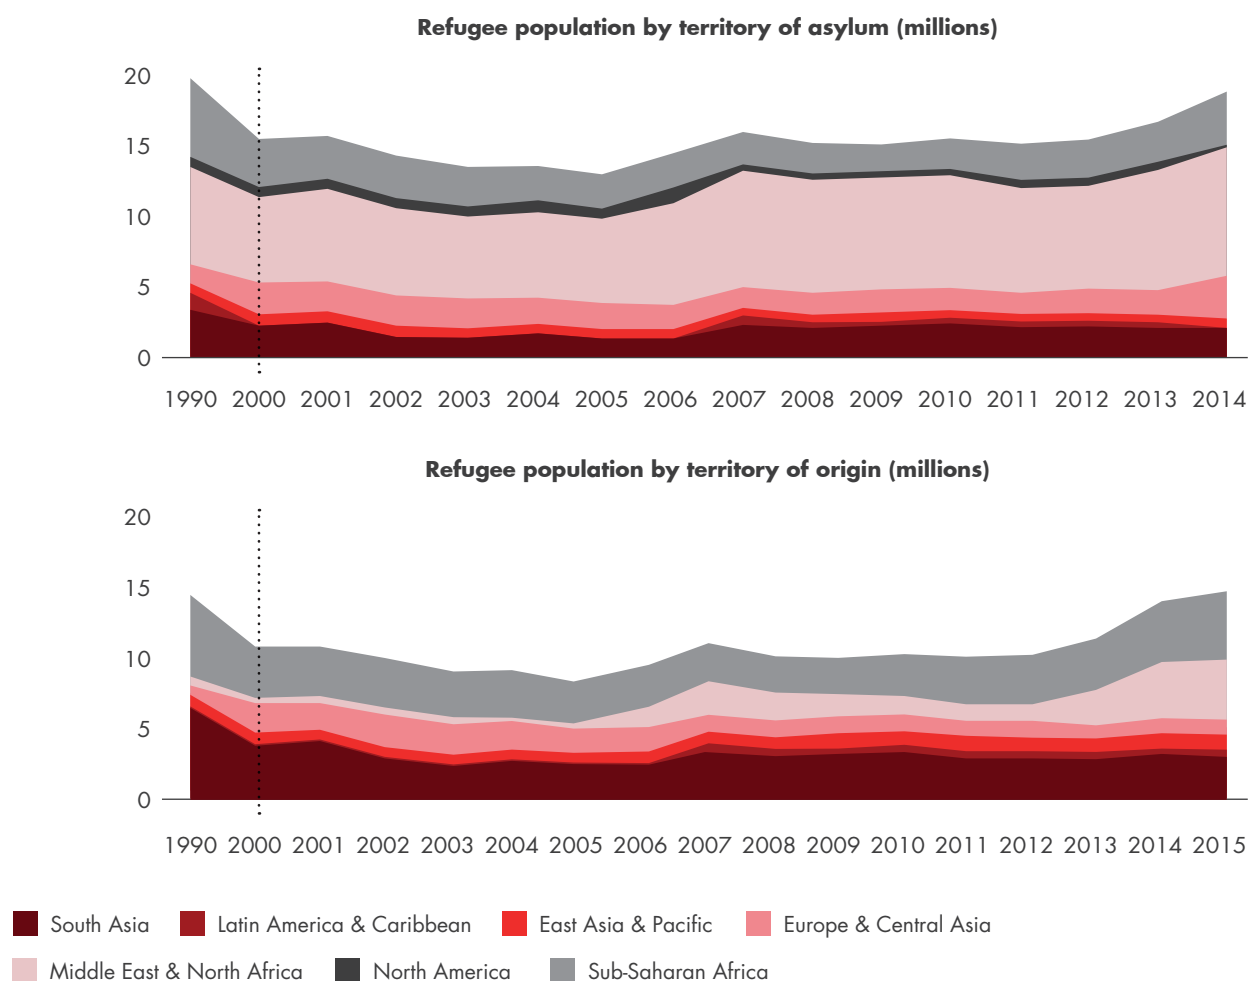 Refugee population by territory of asylum (millions)
20
15
10
5
0
1990 2000 2001 2002 2003 2004 2005 2006 2007 2008 2009 2010 2011 2012 2013 2014
Refugee population by territory of origin (millions)
20
15
10
5
0
1990 2000 2001 2002 2003 2004 2005 2006 2007 2008 2009 2010 2011 2012 2013 2014 2015
South Asia Latin America & Caribbean East Asia & Pacific Europe & Central Asia
Middle East & North Africa North America Sub-Saharan Africa